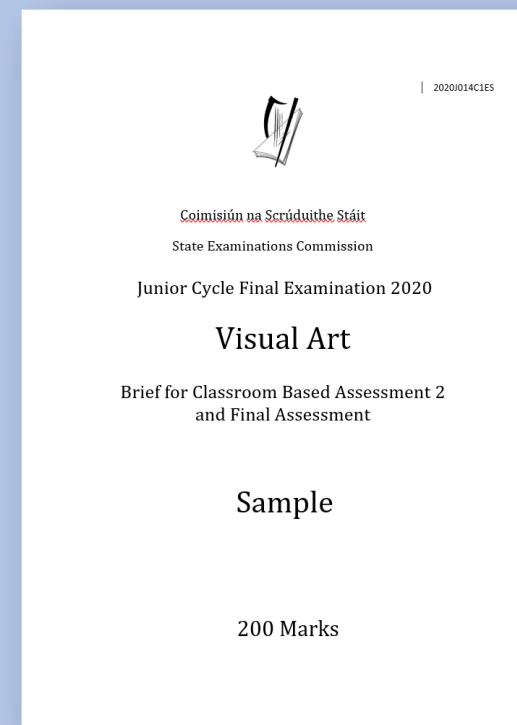 2020J014C1ES
Coimisiún na Scrúduithe Stáit
State Examinations Commission
Junior Cycle Final Examination 2020
Visual Art
Brief for Classroom Based Assessment 2
and Final Assessment
Sample
200 Marks